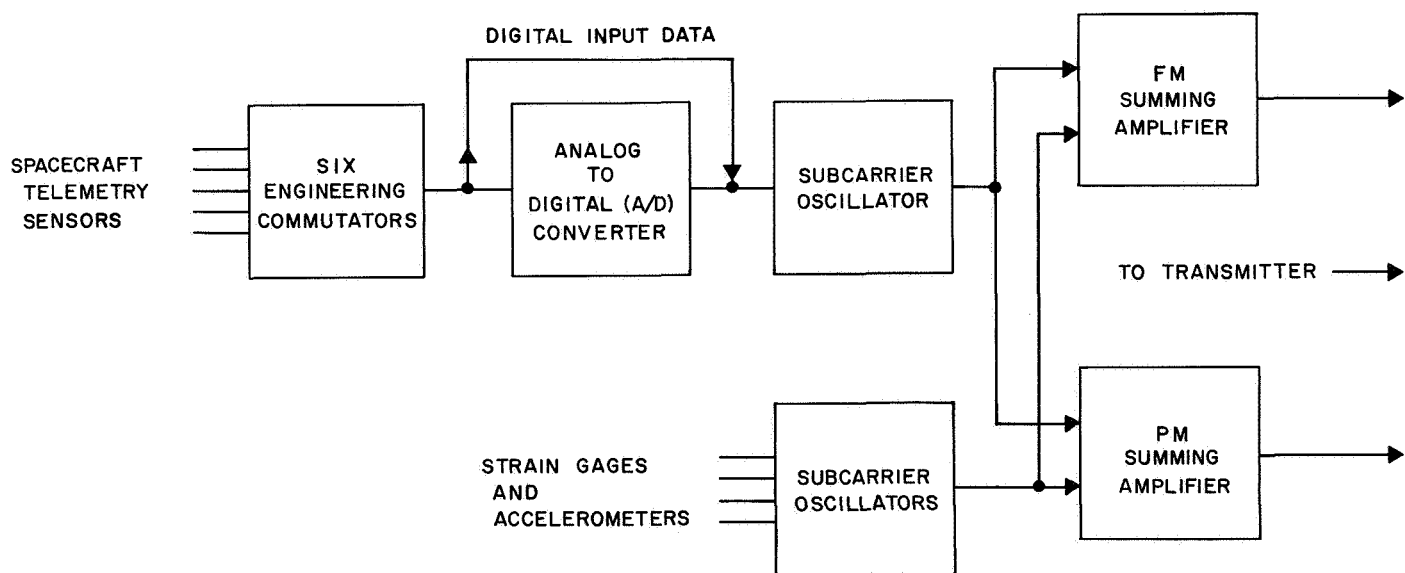 DIGITAL INPUT DATA
SPACECRAFT
TELEMETRY
SENSORS
SIX
ENGINEERING
COMMUTATORS
ANALOG
TO
DIGITAL (A/D)
CONVERTER
SUBCARRIER
OSCILLATOR
FM
SUMMING
AMPLIFIER
TO TRANSMITTER
STRAIN GAGES
AND
ACCELEROMETERS
SUBCARRIER
OSCILLATORS
PM
SUMMING
AMPLIFIER